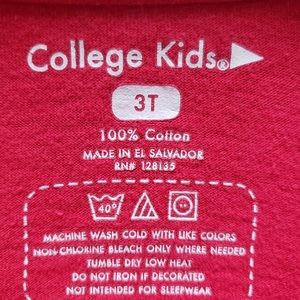 College Kids®
3T
100% Cotton
MADE IN EL SALVADOR
RN# 128135
40°
MACHINE WASH COLD WITH LIKE COLORS
NON-CHLORINE BLEACH ONLY WHERE NEEDED
TUMBLE DRY LOW HEAT
DO NOT IRON IF DECORATED
NOT INTENDED FOR SLEEPWEAR